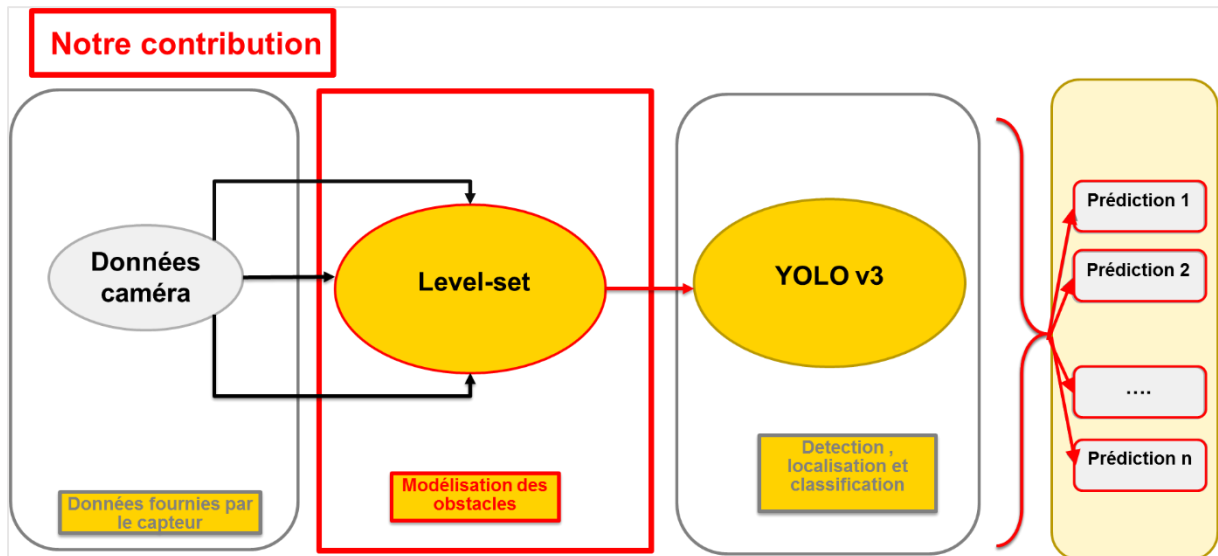 Notre contribution
Données
caméra
Données fournies par
le capteur
Level-set
Modélisation des
obstacles
YOLO v3
Detection ,
localisation et
classification
Prédiction 1
Prédiction 2
....
Prédiction n